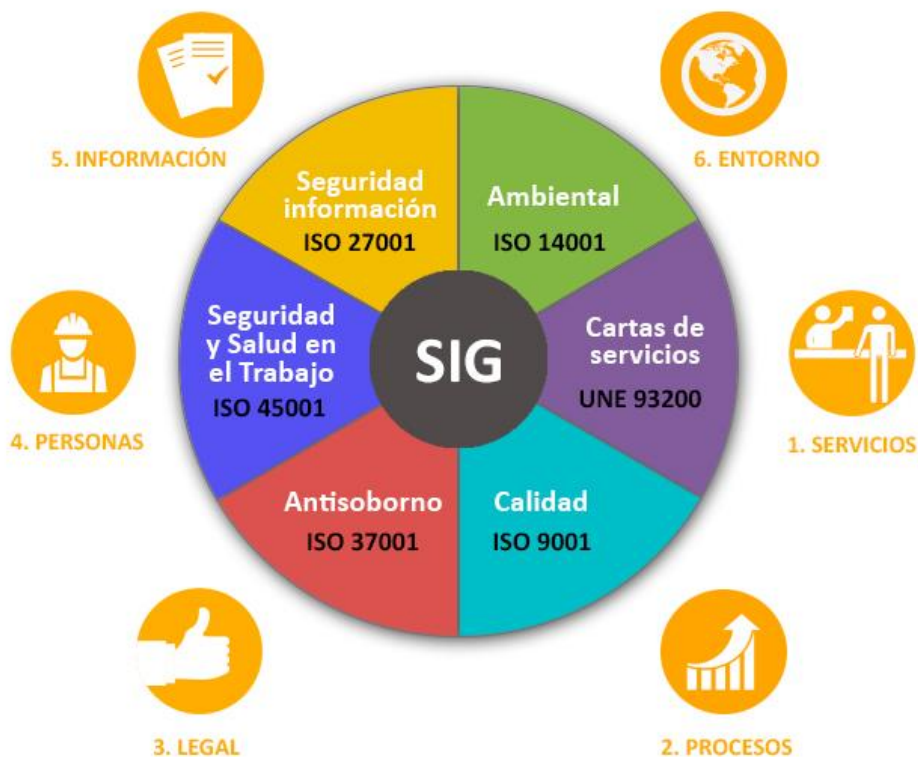 5. INFORMACIÓN
6. ENTORNO
Seguridad
información
ISO 27001
Ambiental
ISO 14001
Seguridad
y Salud en
el Trabajo
ISO 45001
SIG
Cartas de
servicios
UNE 93200
4. PERSONAS
1. SERVICIOS
Antisoborno
ISO 37001
Calidad
ISO 9001
3. LEGAL
2. PROCESOS